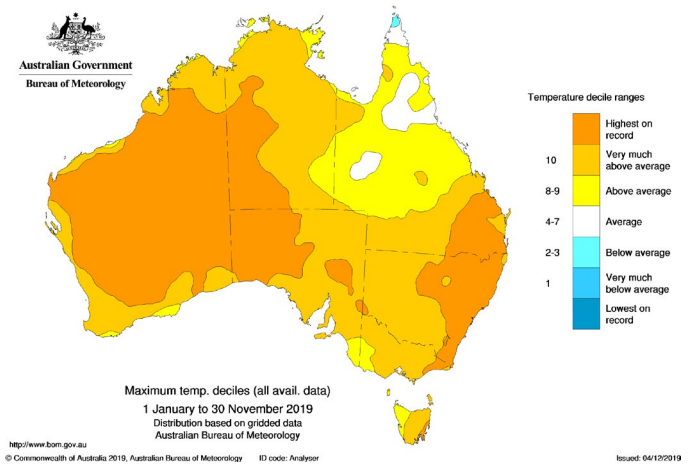 Australian Government
Bureau of Meteorology
Temperature decile ranges
Highest on
record
10
Very much
above average
8-9
Above average
4-7
Average
2-3
Below average
1
Very much
below average
Lowest on
record
Maximum temp. deciles (all avail. data)
1 January to 30 November 2019
Distribution based on gridded data
Australian Bureau of Meteorology
http://www.bom.gov.au
© Commonwealth of Australia 2019, Australian Bureau of Meteorology
ID code: Analyser
Issued: 04/12/2019